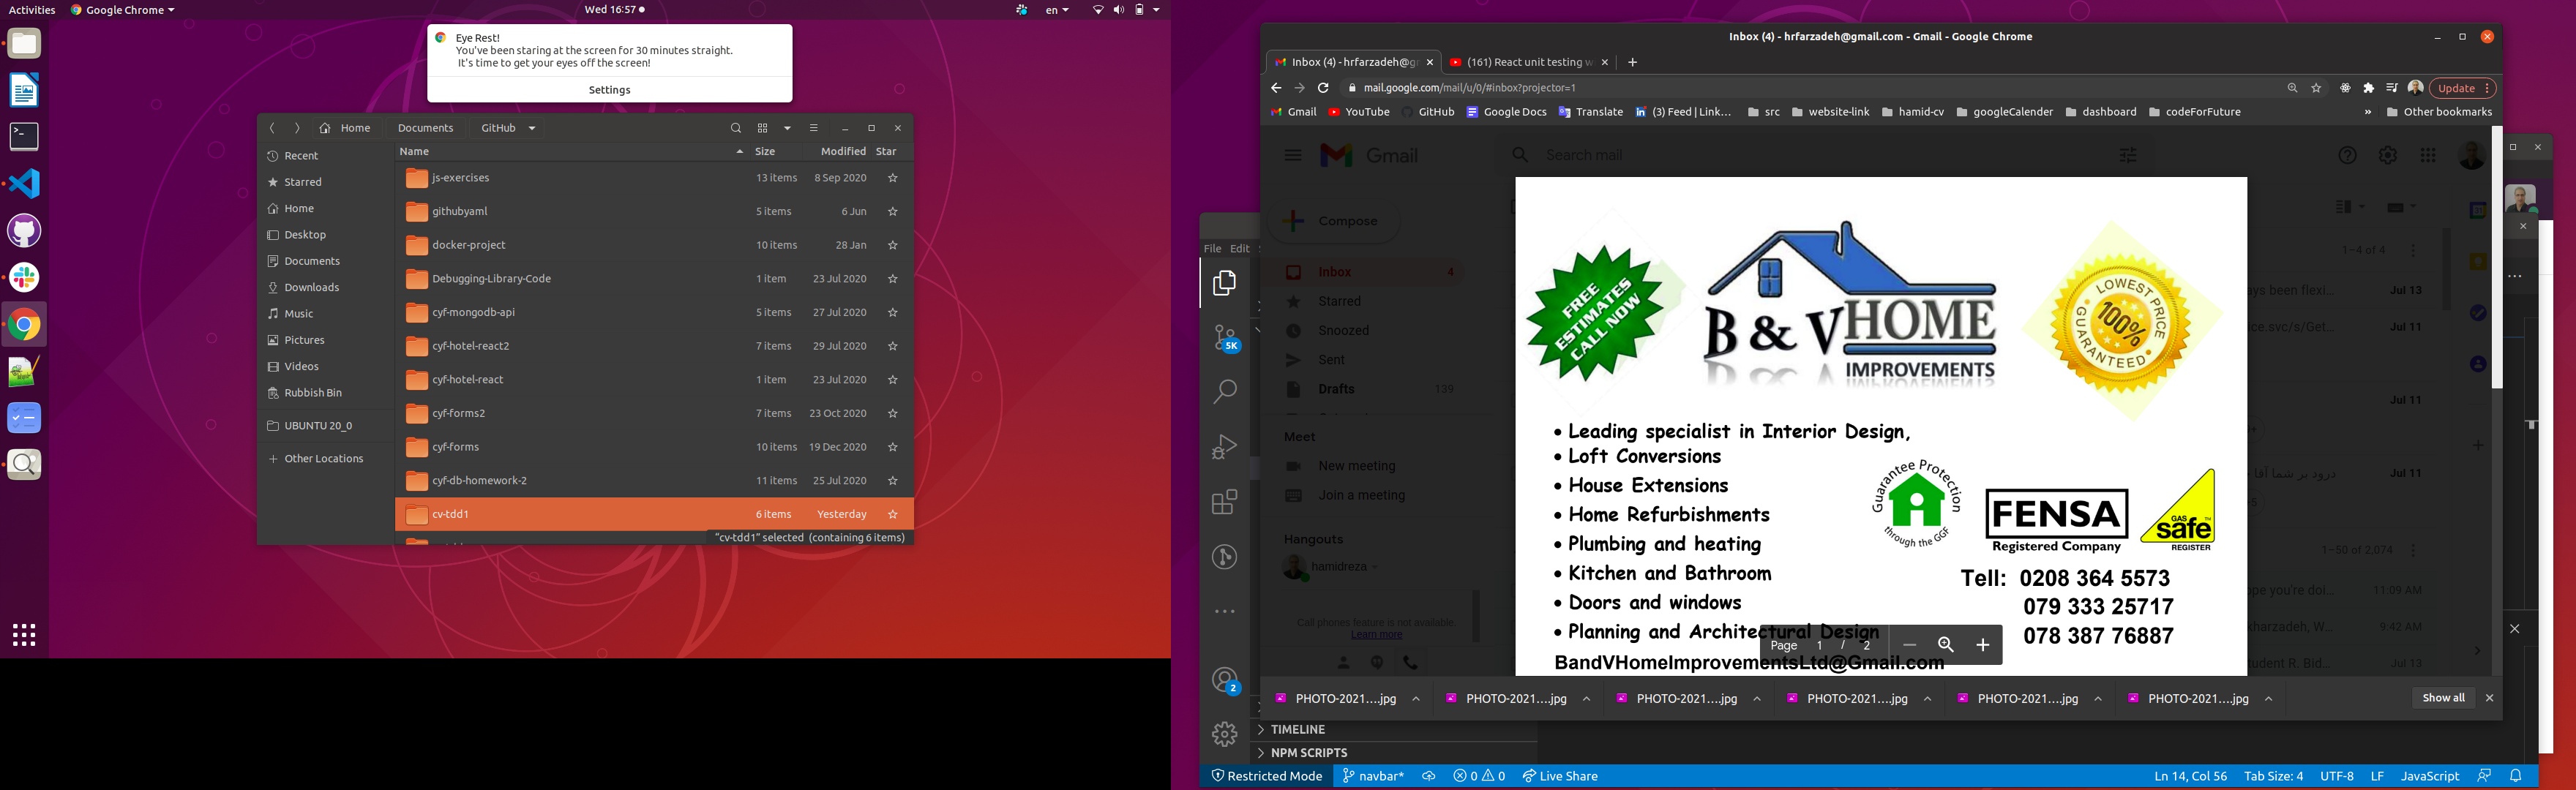 Activities
Google Chrome
Wed 16:57
en
Eye Rest!
You've been staring at the screen for 30 minutes straight.
It's time to get your eyes off the screen!
Settings
Home
Documents
GitHub
Recent
Starred
Home
Desktop
Documents
Downloads
Music
Pictures
Videos
Rubbish Bin
UBUNTU 20_0
Other Locations
Name Size Modified Star
js-exercises 13 items 8 Sep 2020
githubyaml 5 items 6 Jun
docker-project 10 items 28 Jan
Debugging-Library-Code 1 item 23 Jul 2020
cyf-mongodb-api 5 items 27 Jul 2020
cyf-hotel-react2 7 items 29 Jul 2020
cyf-hotel-react 1 item 23 Jul 2020
cyf-forms2 7 items 23 Oct 2020
cyf-forms 10 items 19 Dec 2020
cyf-db-homework-2 11 items 25 Jul 2020
cv-tdd1 6 items Yesterday
"cv-tdd1" selected (containing 6 items)
Inbox (4) - hrfarzadeh@gmail.com - Gmail - Google Chrome
Inbox (4) - hrfarzadeh@g
(161) React unit testing w
mail.google.com/mail/u/0/#inbox?projector=1
Update
Gmail YouTube GitHub Google Docs Translate (3) Feed | Link... src website-link hamid-cv googleCalender dashboard codeForFuture » Other bookmarks
Gmail
Search mail
Compose
Inbox 4
Starred
Snoozed
Sent
Drafts 139
Meet
New meeting
Join a meeting
Hangouts
hamidreza
Call phones feature is not available.
Learn more
1–4 of 4
ays been flexi... Jul 13
ce.svc/s/Get... Jul 11
Jul 11
درود بر شما آقا Jul 11
1–50 of 2,074
ope you're doi... 11:09 AM
kharzadeh, W... 9:42 AM
tudent R. Bid... Jul 13
FREE
ESTIMATES
CALL NOW
B & V HOME
IMPROVEMENTS
LOWEST PRICE
100%
GUARANTEED
• Leading specialist in Interior Design,
• Loft Conversions
• House Extensions
• Home Refurbishments
• Plumbing and heating
• Kitchen and Bathroom
• Doors and windows
• Planning and Architectural Design
BandVHomeImprovementsLtd@Gmail.com
Guarantee Protection
through the GGF
FENSA
Registered Company
GAS
safe
REGISTER
Tell: 0208 364 5573
079 333 25717
078 387 76887
Page 1 / 2
PHOTO-2021....jpg
PHOTO-2021....jpg
PHOTO-2021....jpg
PHOTO-2021....jpg
PHOTO-2021....jpg
PHOTO-2021....jpg
Show all
File Edit
5K
2
TIMELINE
NPM SCRIPTS
Restricted Mode
navbar*
0 0
Live Share
Ln 14, Col 56
Tab Size: 4
UTF-8
LF
JavaScript